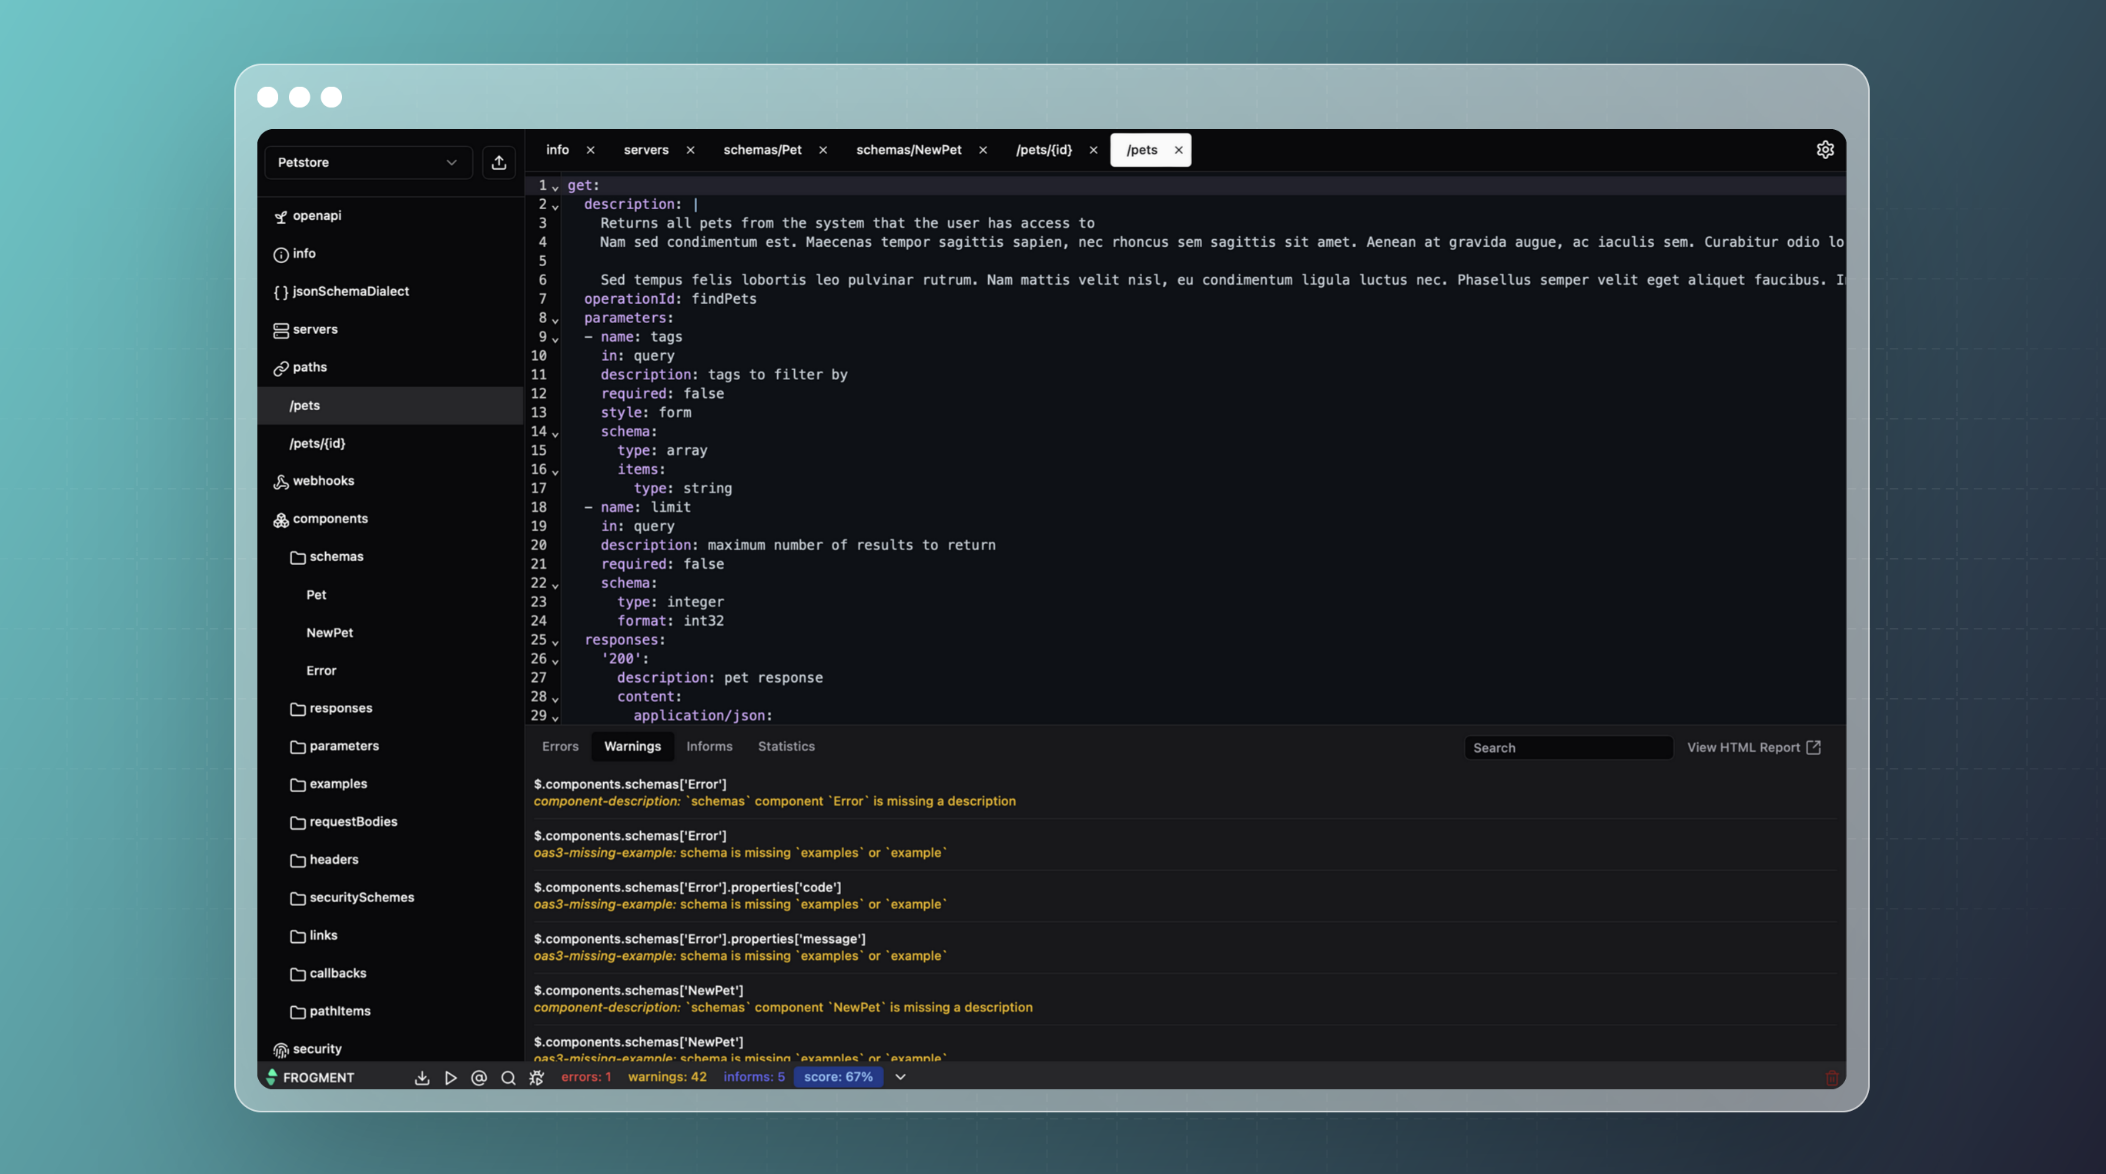 Petstore
openapi
info
{ } jsonSchemaDialect
servers
paths
/pets
/pets/{id}
webhooks
components
schemas
Pet
NewPet
Error
responses
parameters
examples
requestBodies
headers
securitySchemes
links
callbacks
pathItems
security
info × servers × schemas/Pet × schemas/NewPet × /pets/{id} × /pets ×
1 get:
2 description: |
3 Returns all pets from the system that the user has access to
4 Nam sed condimentum est. Maecenas tempor sagittis sapien, nec rhoncus sem sagittis sit amet. Aenean at gravida augue, ac iaculis sem. Curabitur odio lo
5
6 Sed tempus felis lobortis leo pulvinar rutrum. Nam mattis velit nisl, eu condimentum ligula luctus nec. Phasellus semper velit eget aliquet faucibus. I
7 operationId: findPets
8 parameters:
9 - name: tags
10 in: query
11 description: tags to filter by
12 required: false
13 style: form
14 schema:
15 type: array
16 items:
17 type: string
18 - name: limit
19 in: query
20 description: maximum number of results to return
21 required: false
22 schema:
23 type: integer
24 format: int32
25 responses:
26 '200':
27 description: pet response
28 content:
29 application/json:
Errors Warnings Informs Statistics Search View HTML Report
$.components.schemas['Error']
component-description: `schemas` component `Error` is missing a description
$.components.schemas['Error']
oas3-missing-example: schema is missing `examples` or `example`
$.components.schemas['Error'].properties['code']
oas3-missing-example: schema is missing `examples` or `example`
$.components.schemas['Error'].properties['message']
oas3-missing-example: schema is missing `examples` or `example`
$.components.schemas['NewPet']
component-description: `schemas` component `NewPet` is missing a description
$.components.schemas['NewPet']
oas3-missing-example: schema is missing `examples` or `example`
FROGMENT errors: 1 warnings: 42 informs: 5 score: 67%